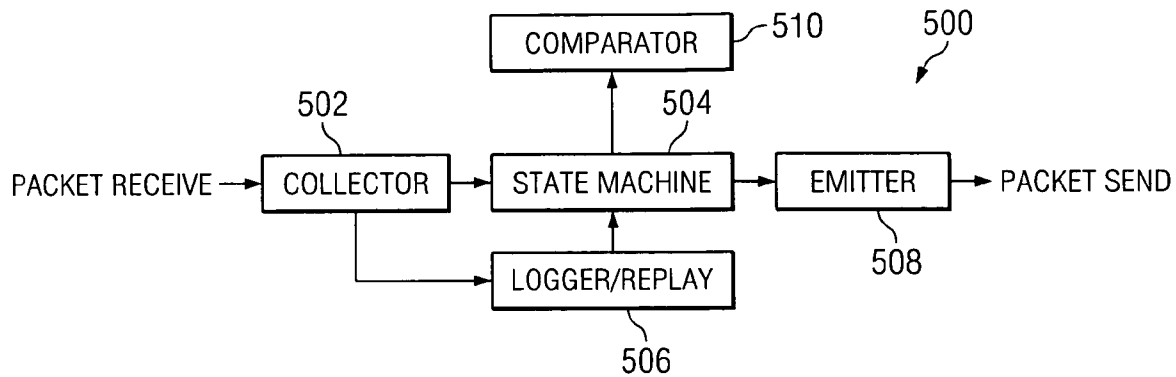 COMPARATOR
510
500
502
504
PACKET RECEIVE
COLLECTOR
STATE MACHINE
EMITTER
PACKET SEND
508
LOGGER/REPLAY
506